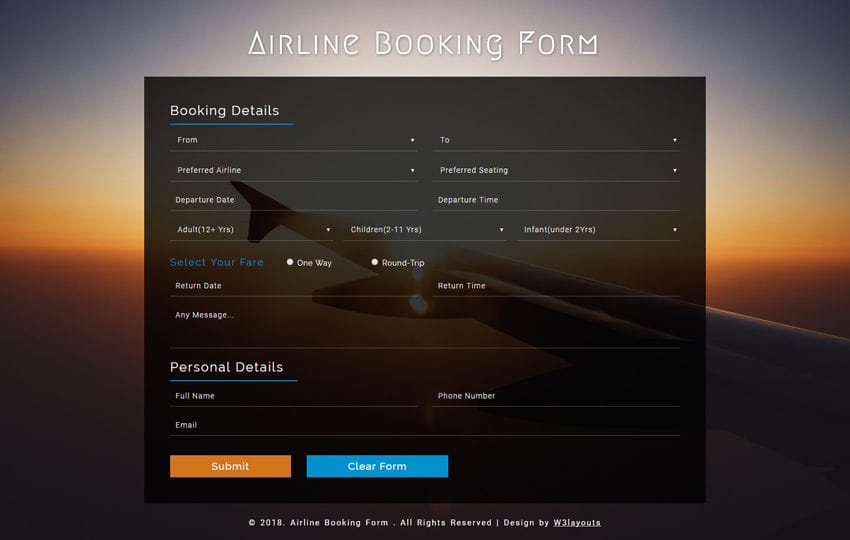 Airline Booking Form
Booking Details
From To
Preferred Airline Preferred Seating
Departure Date Departure Time
Adult(12+ Yrs) Children(2-11 Yrs) Infant(under 2Yrs)
Select Your Fare One Way Round-Trip
Return Date Return Time
Any Message...
Personal Details
Full Name Phone Number
Email
Submit Clear Form
© 2018. Airline Booking Form . All Rights Reserved | Design by W3layouts